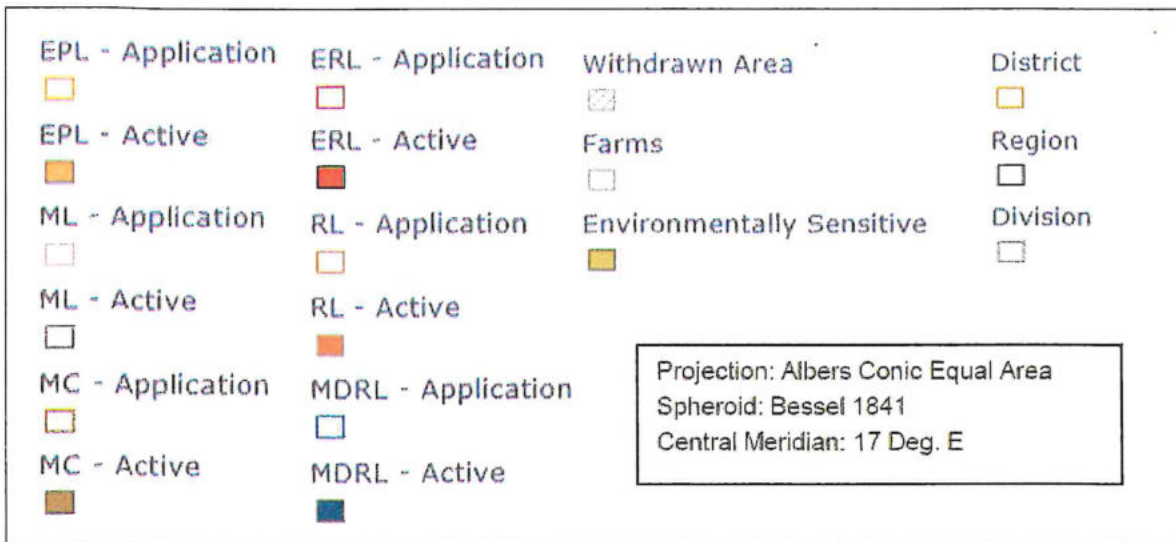 EPL - Application
EPL - Active
ML - Application
ML - Active
MC - Application
MC - Active
ERL - Application
ERL - Active
RL - Application
RL - Active
MDRL - Application
MDRL - Active
Withdrawn Area
Farms
Environmentally Sensitive
District
Region
Division
Projection: Albers Conic Equal Area
Spheroid: Bessel 1841
Central Meridian: 17 Deg. E